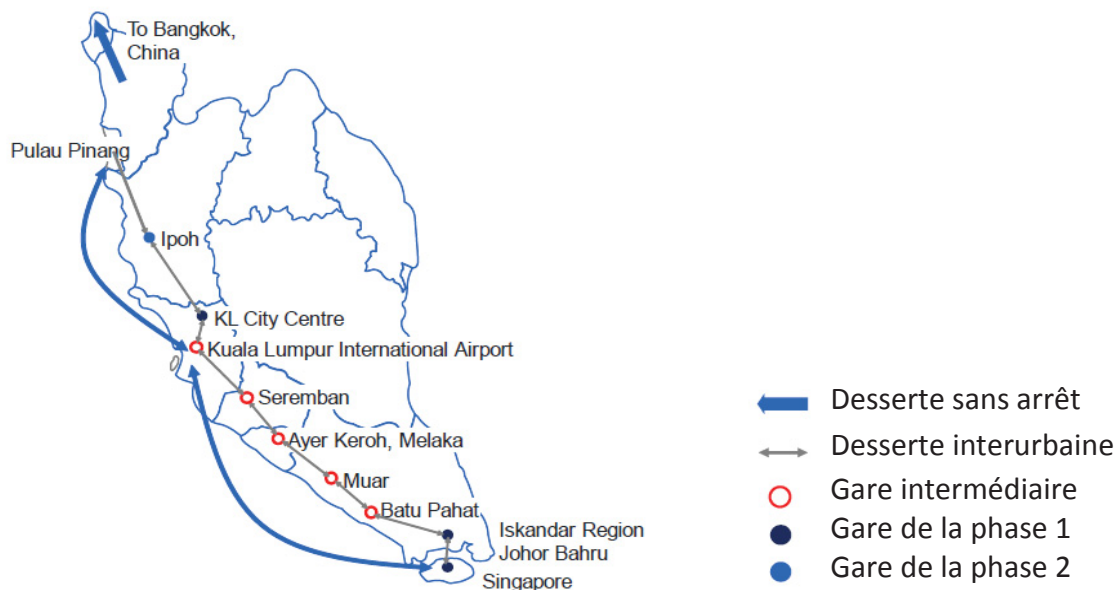 To Bangkok,
China
Pulau Pinang
Ipoh
KL City Centre
Kuala Lumpur International Airport
Seremban
Ayer Keroh, Melaka
Muar
Batu Pahat
Iskandar Region
Johor Bahru
Singapore
Desserte sans arrêt
Desserte interurbaine
Gare intermédiaire
Gare de la phase 1
Gare de la phase 2